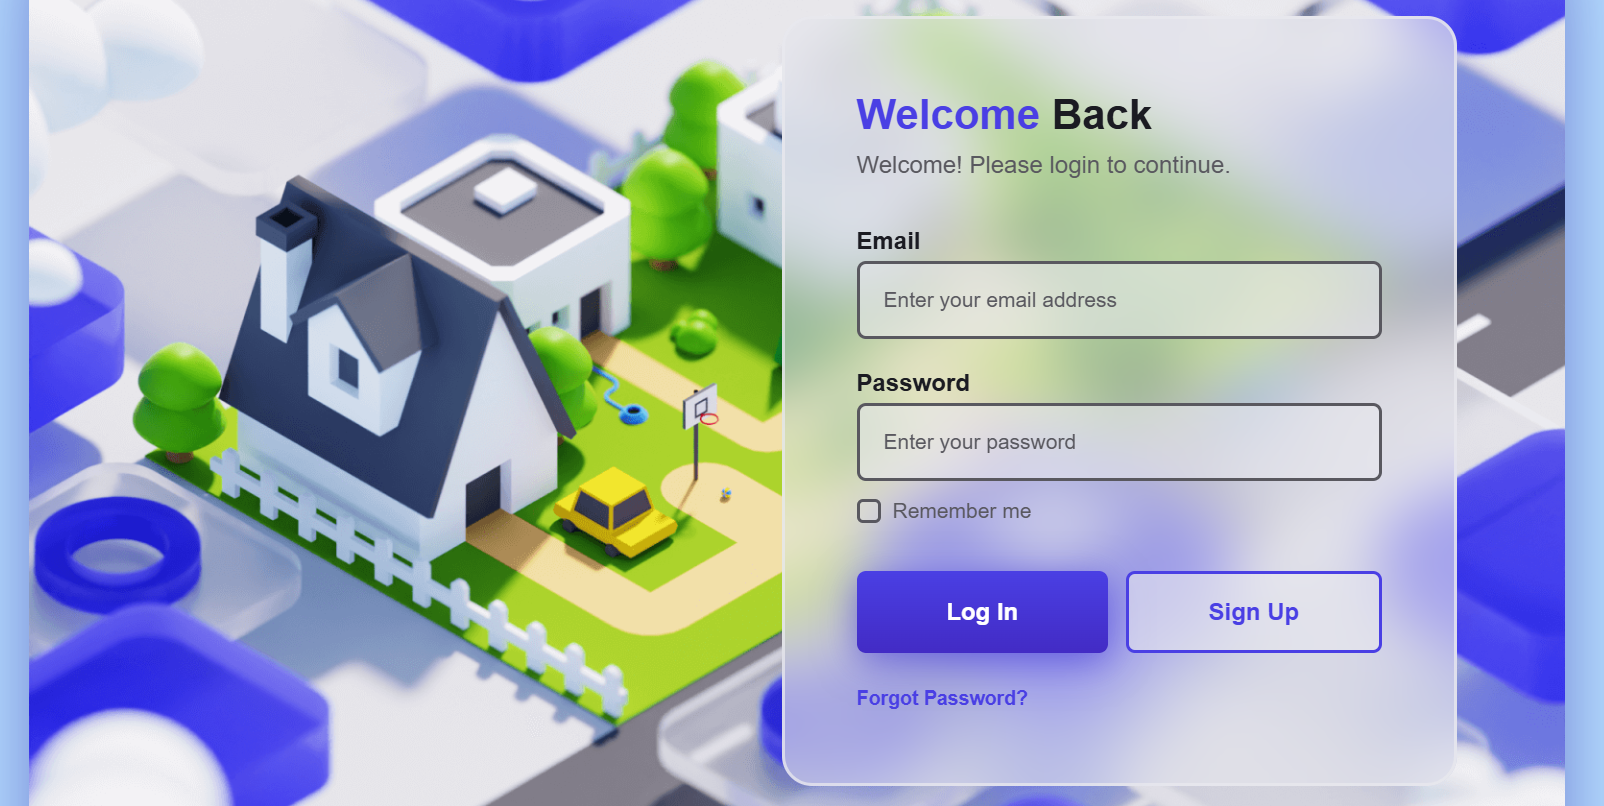 Welcome Back
Welcome! Please login to continue.
Email
Enter your email address
Password
Enter your password
Remember me
Log In
Sign Up
Forgot Password?